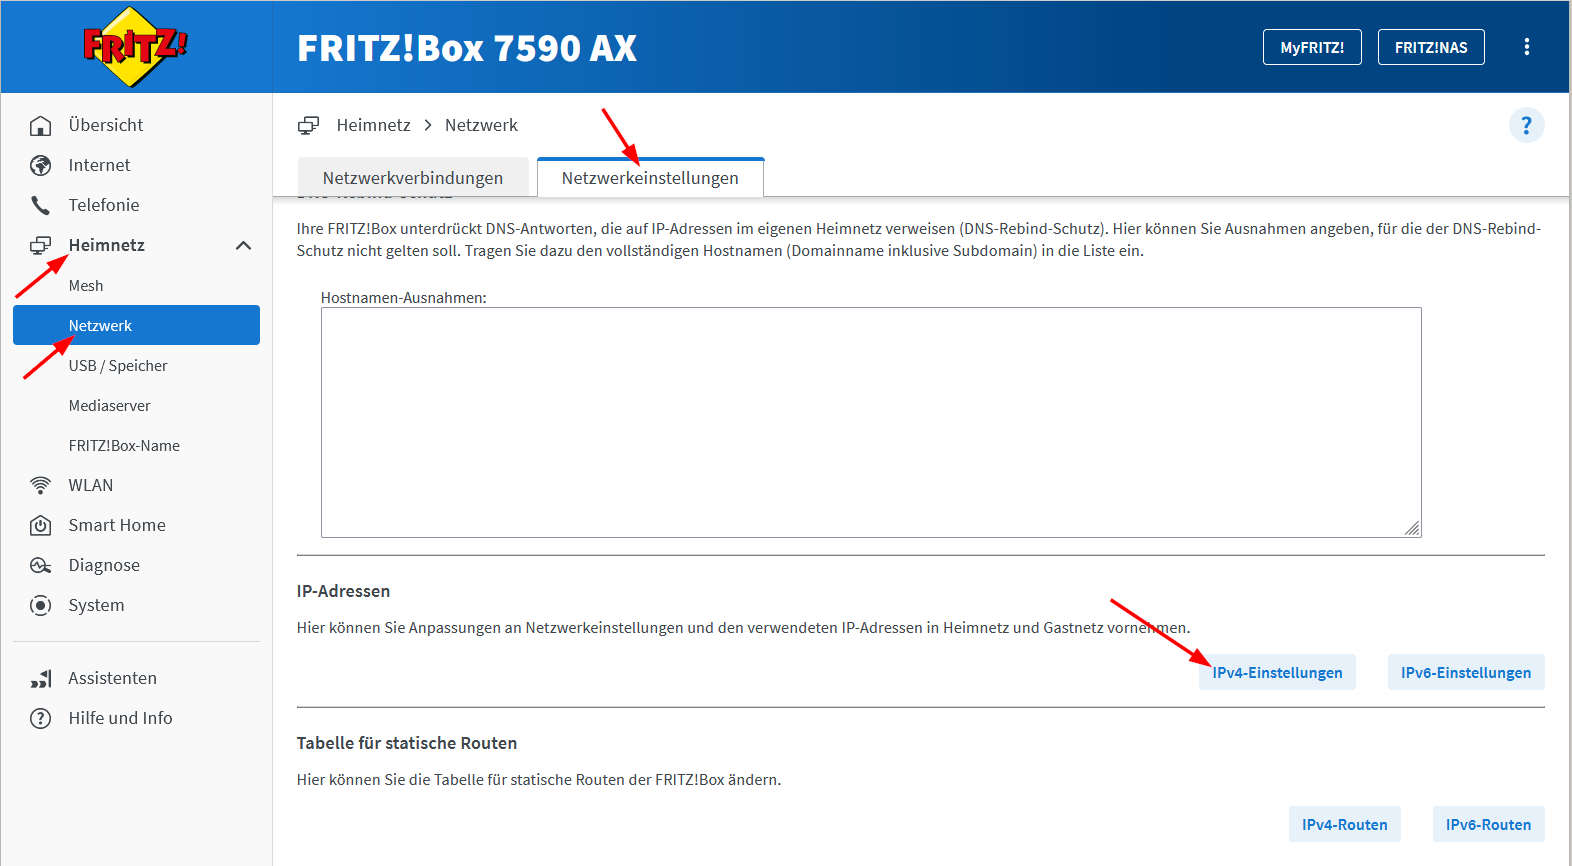 FRITZ!
FRITZ!Box 7590 AX
MyFRITZ!
FRITZ!NAS
Übersicht
Internet
Telefonie
Heimnetz
Mesh
Netzwerk
USB / Speicher
Mediaserver
FRITZ!Box-Name
WLAN
Smart Home
Diagnose
System
Assistenten
Hilfe und Info
Heimnetz > Netzwerk
?
Netzwerkverbindungen
Netzwerkeinstellungen
DNS-Rebind-Schutz
Ihre FRITZ!Box unterdrückt DNS-Antworten, die auf IP-Adressen im eigenen Heimnetz verweisen (DNS-Rebind-Schutz). Hier können Sie Ausnahmen angeben, für die der DNS-Rebind-
Schutz nicht gelten soll. Tragen Sie dazu den vollständigen Hostnamen (Domainname inklusive Subdomain) in die Liste ein.
Hostnamen-Ausnahmen:
IP-Adressen
Hier können Sie Anpassungen an Netzwerkeinstellungen und den verwendeten IP-Adressen in Heimnetz und Gastnetz vornehmen.
IPv4-Einstellungen
IPv6-Einstellungen
Tabelle für statische Routen
Hier können Sie die Tabelle für statische Routen der FRITZ!Box ändern.
IPv4-Routen
IPv6-Routen